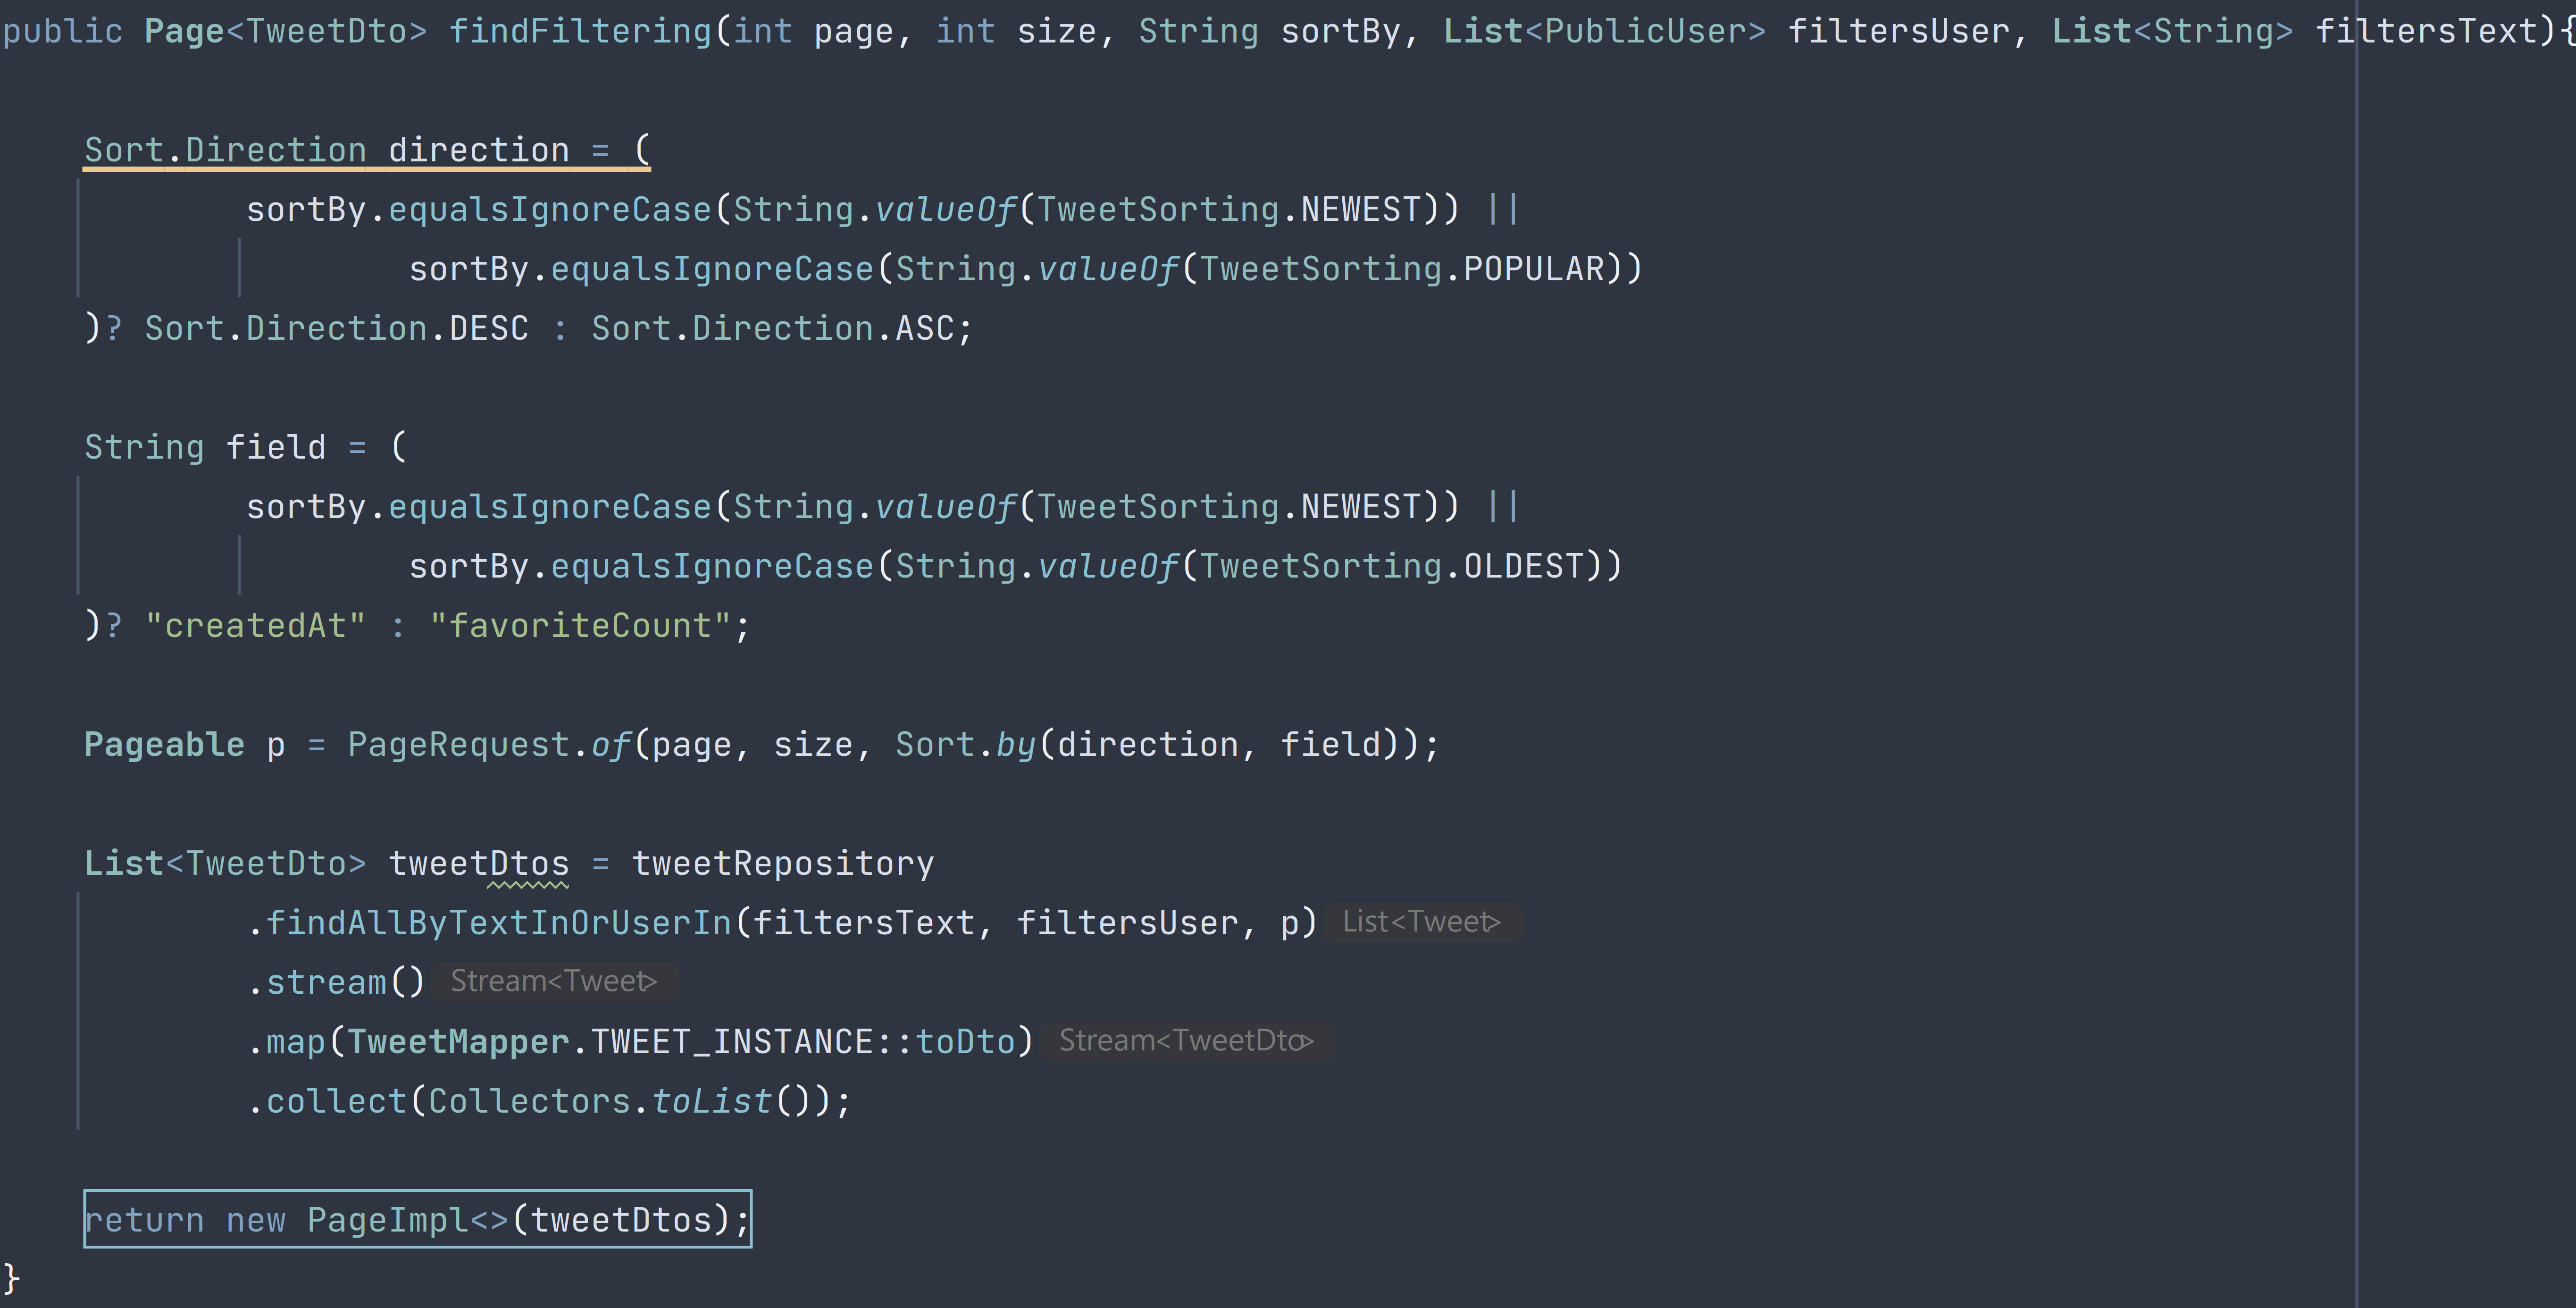 public Page<TweetDto> findFiltering(int page, int size, String sortBy, List<PublicUser> filtersUser, List<String> filtersText){
Sort.Direction direction = (
sortBy.equalsIgnoreCase(String.valueOf(TweetSorting.NEWEST)) ||
sortBy.equalsIgnoreCase(String.valueOf(TweetSorting.POPULAR))
)? Sort.Direction.DESC : Sort.Direction.ASC;
String field = (
sortBy.equalsIgnoreCase(String.valueOf(TweetSorting.NEWEST)) ||
sortBy.equalsIgnoreCase(String.valueOf(TweetSorting.OLDEST))
)? "createdAt" : "favoriteCount";
Pageable p = PageRequest.of(page, size, Sort.by(direction, field));
List<TweetDto> tweetDtos = tweetRepository
.findAllByTextInOrUserIn(filtersText, filtersUser, p) List<Tweet>
.stream() Stream<Tweet>
.map(TweetMapper.TWEET_INSTANCE::toDto) Stream<TweetDto>
.collect(Collectors.toList());
return new PageImpl<>(tweetDtos);
}